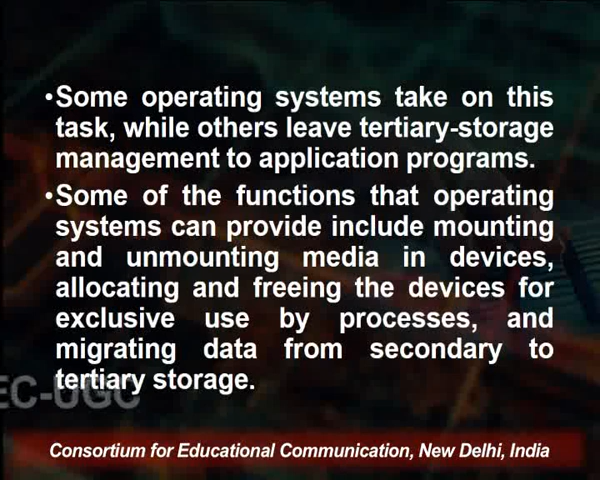 •Some operating systems take on this
task, while others leave tertiary-storage
management to application programs.
•Some of the functions that operating
systems can provide include mounting
and unmounting media in devices,
allocating and freeing the devices for
exclusive use by processes, and
migrating data from secondary to
tertiary storage.
EC-UGC
Consortium for Educational Communication, New Delhi, India